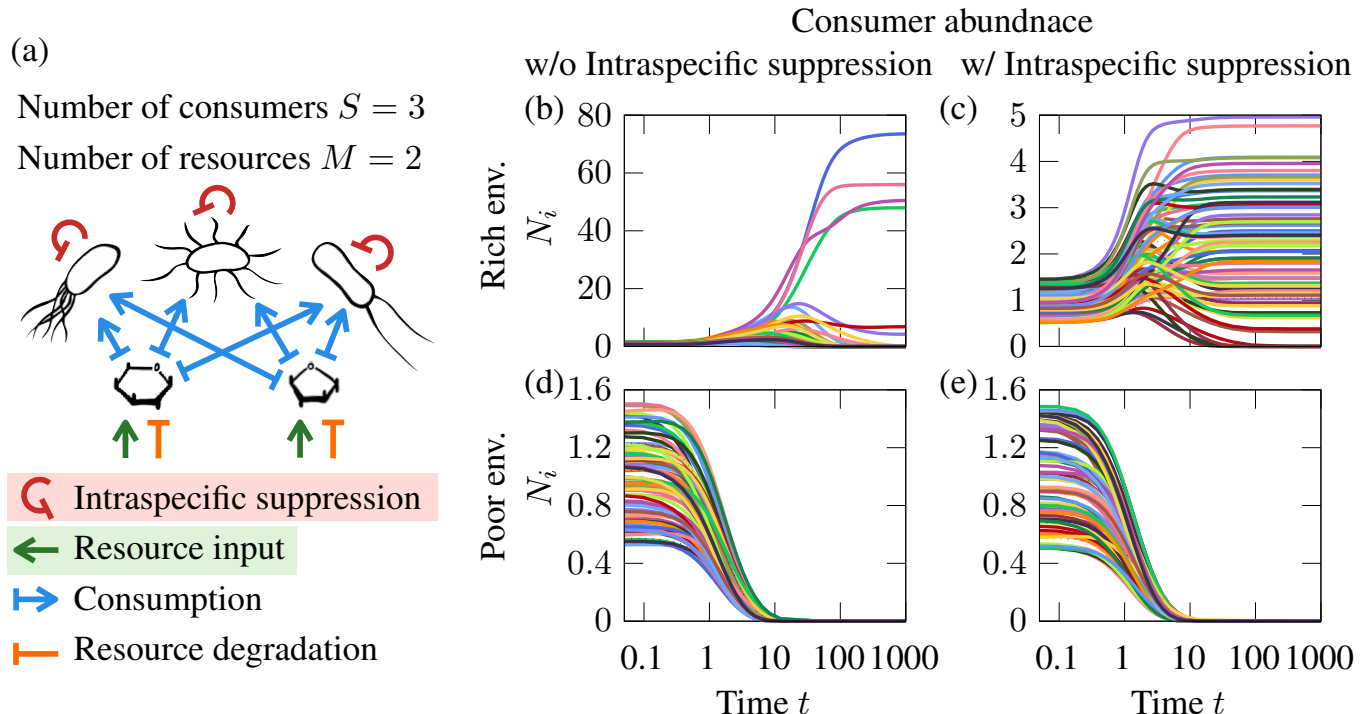 (a)
Number of consumers S = 3
Number of resources M = 2
Intraspecific suppression
Resource input
Consumption
Resource degradation
Consumer abundnace
w/o Intraspecific suppression w/ Intraspecific suppression
Rich env.
(b)
N_i
80
60
40
20
0
(c)
5
4
3
2
1
0
Poor env.
(d)
N_i
1.6
1.2
0.8
0.4
0
0.1 1 10 100 1000
Time t
(e)
1.6
1.2
0.8
0.4
0
0.1 1 10 100 1000
Time t